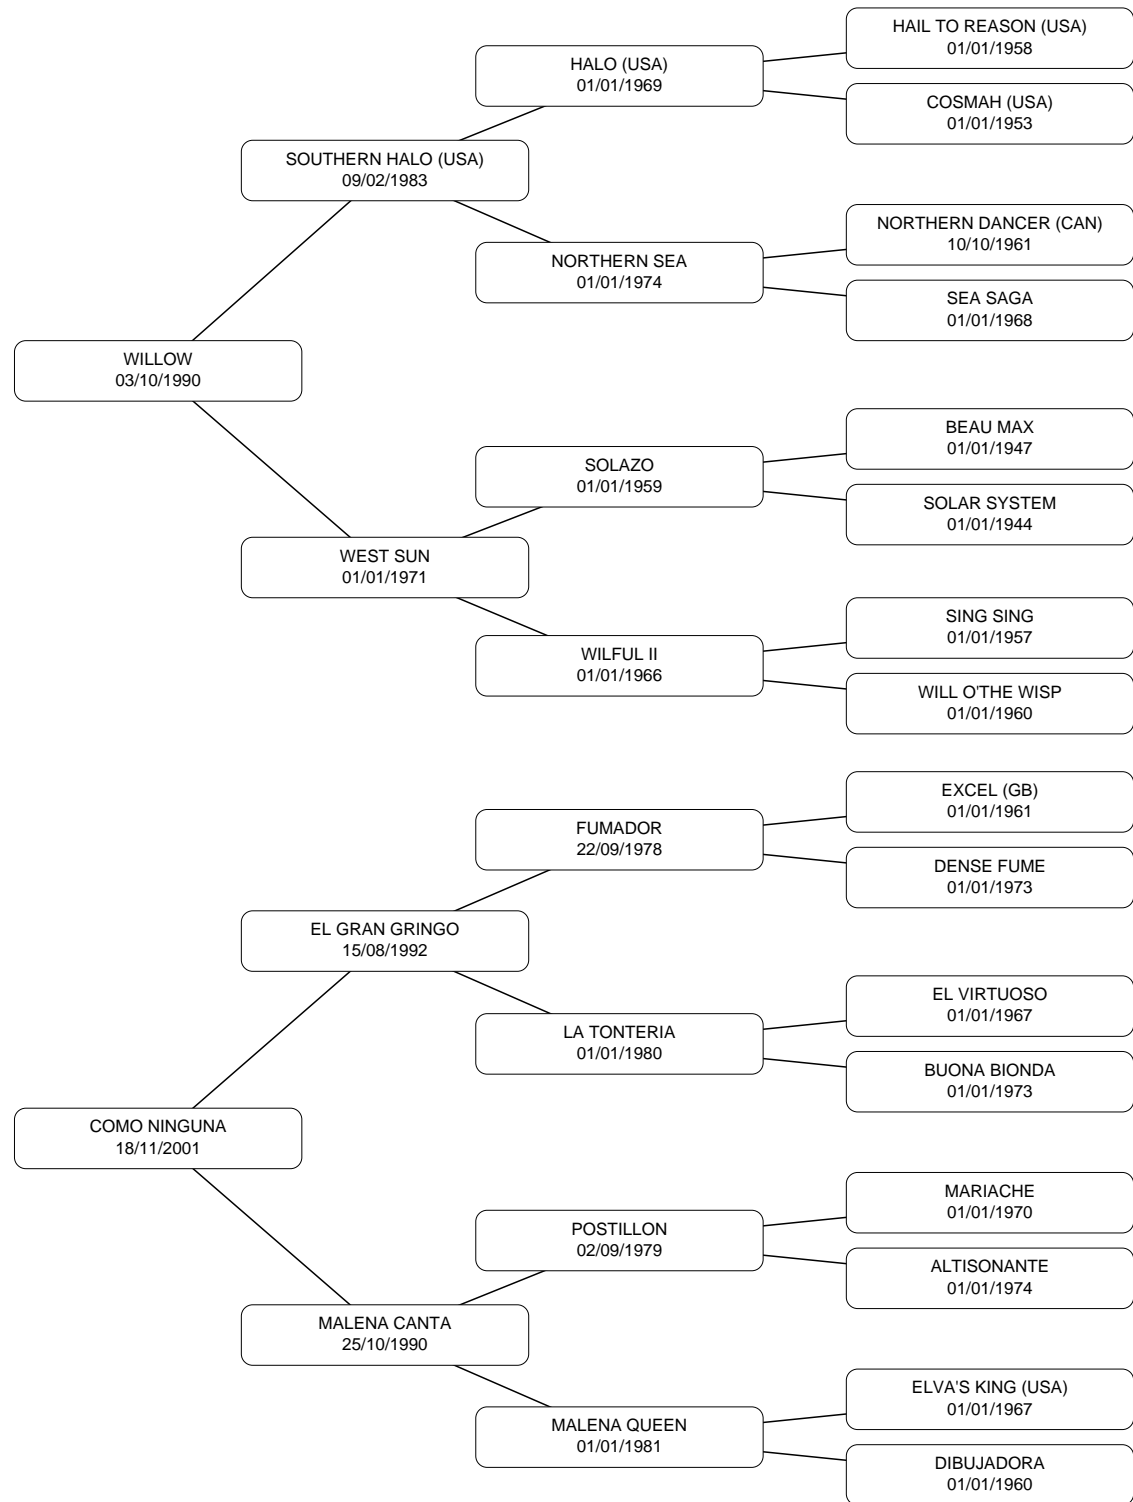 HAIL TO REASON (USA)
01/01/1958
HALO (USA)
01/01/1969
COSMAH (USA)
01/01/1953
SOUTHERN HALO (USA)
09/02/1983
NORTHERN DANCER (CAN)
10/10/1961
NORTHERN SEA
01/01/1974
SEA SAGA
01/01/1968
WILLOW
03/10/1990
BEAU MAX
01/01/1947
SOLAZO
01/01/1959
SOLAR SYSTEM
01/01/1944
WEST SUN
01/01/1971
SING SING
01/01/1957
WILFUL II
01/01/1966
WILL O'THE WISP
01/01/1960
EXCEL (GB)
01/01/1961
FUMADOR
22/09/1978
DENSE FUME
01/01/1973
EL GRAN GRINGO
15/08/1992
EL VIRTUOSO
01/01/1967
LA TONTERIA
01/01/1980
BUONA BIONDA
01/01/1973
COMO NINGUNA
18/11/2001
MARIACHE
01/01/1970
POSTILLON
02/09/1979
ALTISONANTE
01/01/1974
MALENA CANTA
25/10/1990
ELVA'S KING (USA)
01/01/1967
MALENA QUEEN
01/01/1981
DIBUJADORA
01/01/1960